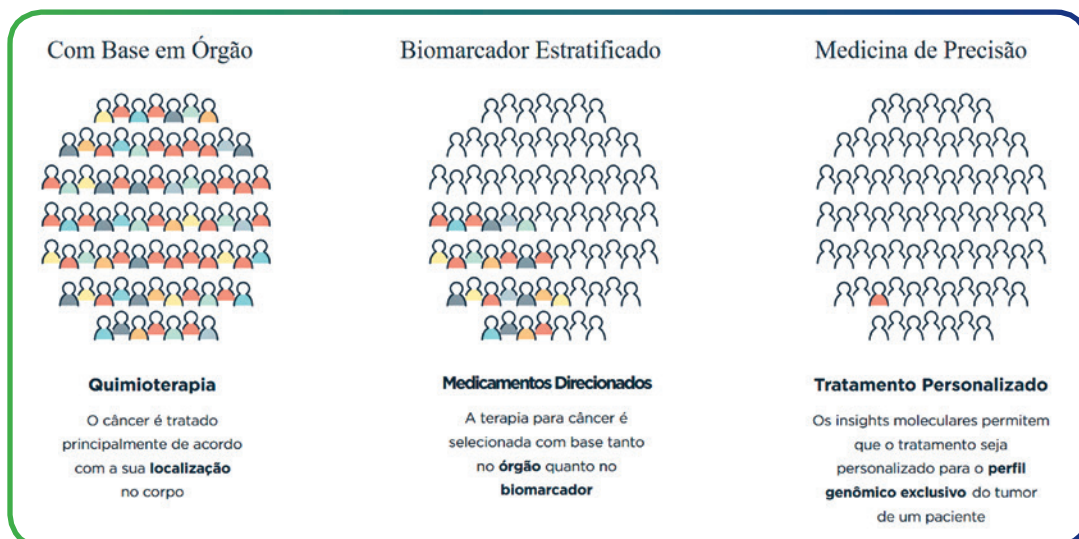 Com Base em Órgão
Biomarcador Estratificado
Medicina de Precisão
Quimioterapia
O câncer é tratado
principalmente de acordo
com a sua localização
no corpo
Medicamentos Direcionados
A terapia para câncer é
selecionada com base tanto
no órgão quanto no
biomarcador
Tratamento Personalizado
Os insights moleculares permitem
que o tratamento seja
personalizado para o perfil
genômico exclusivo do tumor
de um paciente